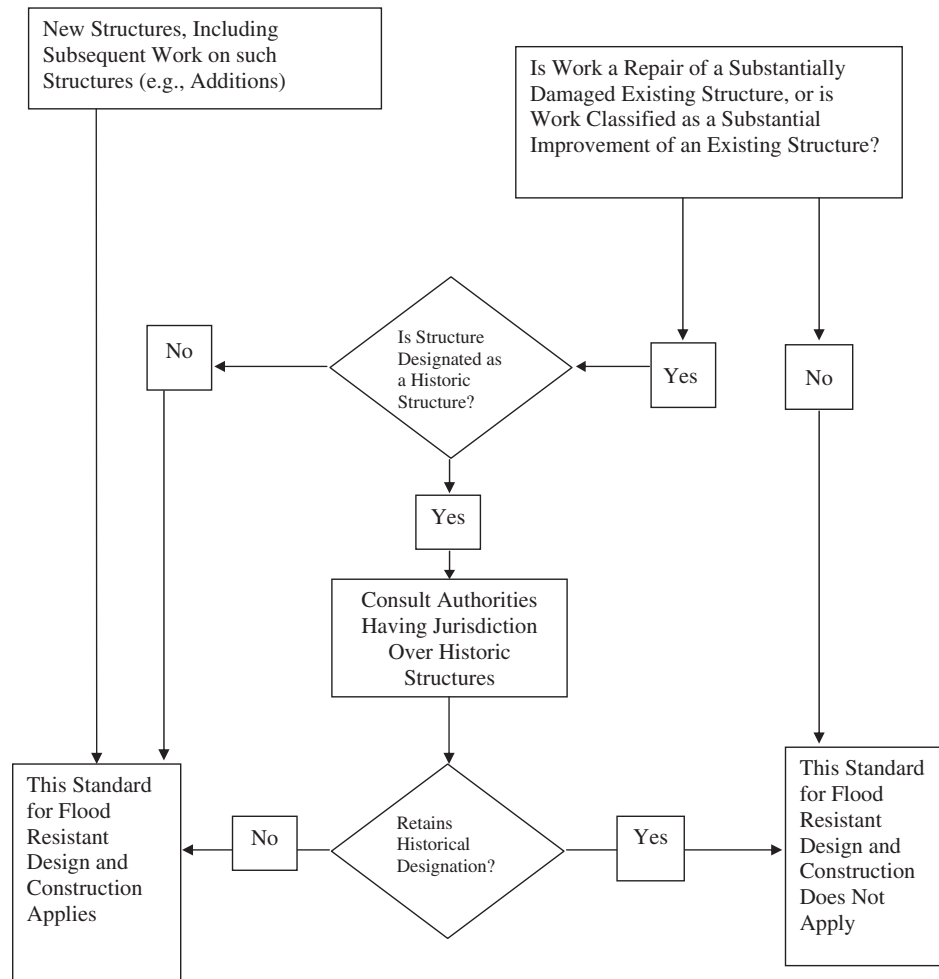 New Structures, Including
Subsequent Work on such
Structures (e.g., Additions)
Is Work a Repair of a Substantially
Damaged Existing Structure, or is
Work Classified as a Substantial
Improvement of an Existing Structure?
No
Is Structure
Designated as
a Historic
Structure?
Yes
No
Yes
Consult Authorities
Having Jurisdiction
Over Historic
Structures
This Standard
for Flood
Resistant
Design and
Construction
Applies
No
Retains
Historical
Designation?
Yes
This Standard
for Flood
Resistant
Design and
Construction
Does Not
Apply